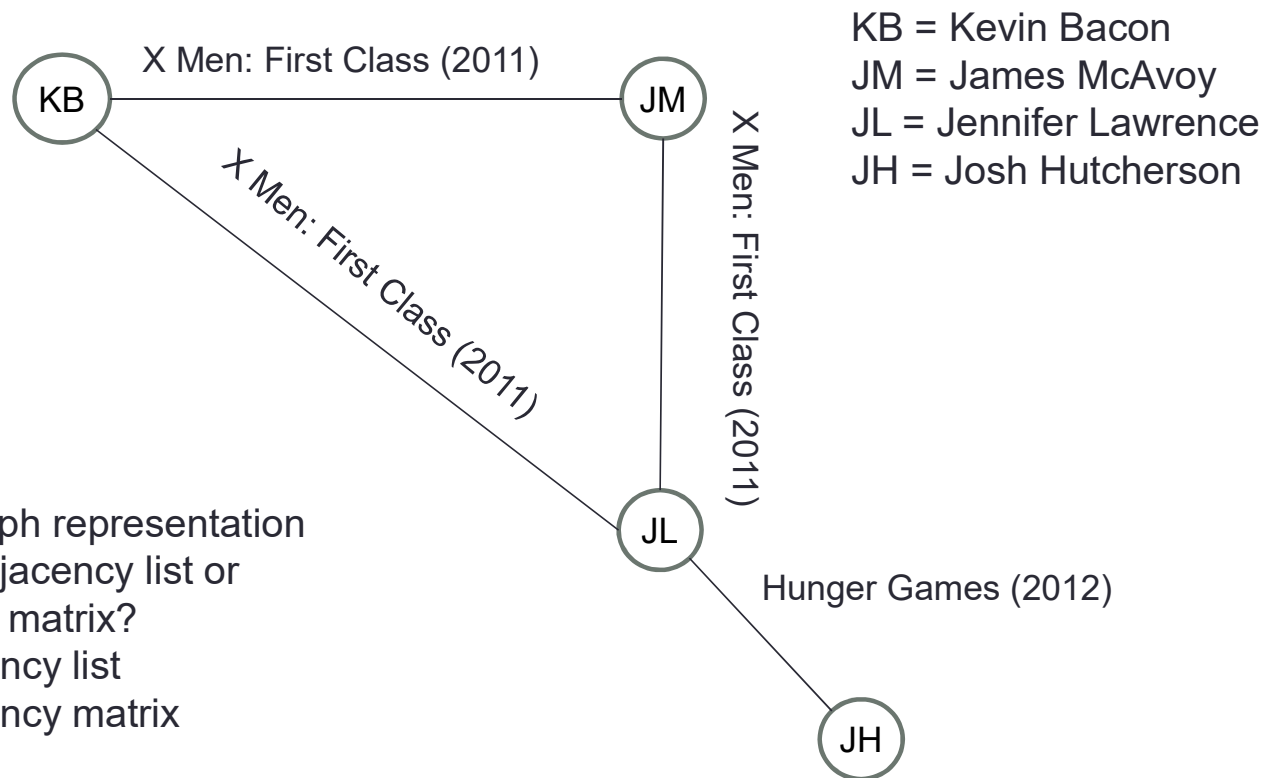 KB = Kevin Bacon
JM = James McAvoy
JL = Jennifer Lawrence
JH = Josh Hutcherson
X Men: First Class (2011)
KB
JM
X Men: First Class (2011)
X Men: First Class (2011)
JL
Hunger Games (2012)
JH
ph representation
jacency list or
matrix?
ncy list
ncy matrix